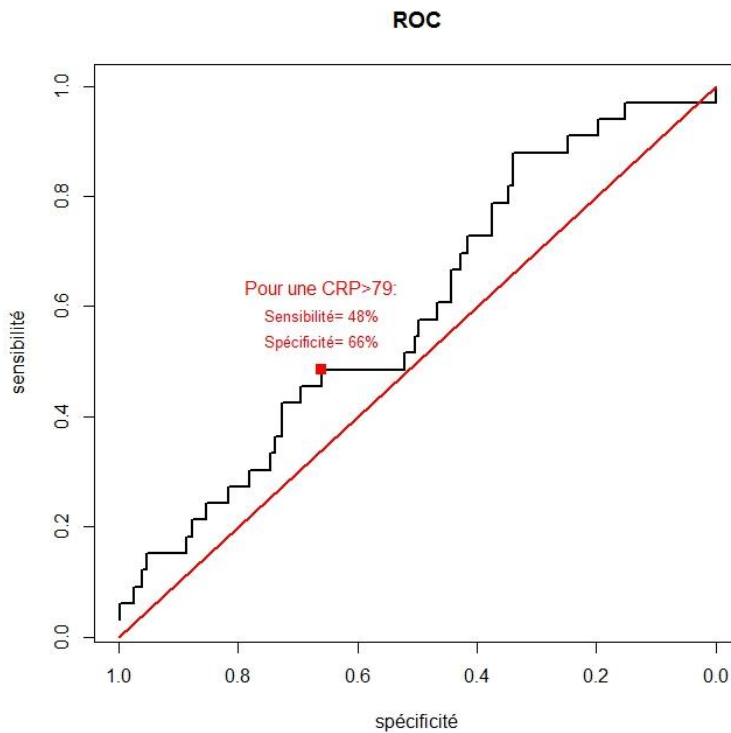 ROC
sensibilité
1.0
0.8
0.6
0.4
0.2
0.0
Pour une CRP>79:
Sensibilité= 48%
Spécificité= 66%
1.0 0.8 0.6 0.4 0.2 0.0
spécificité